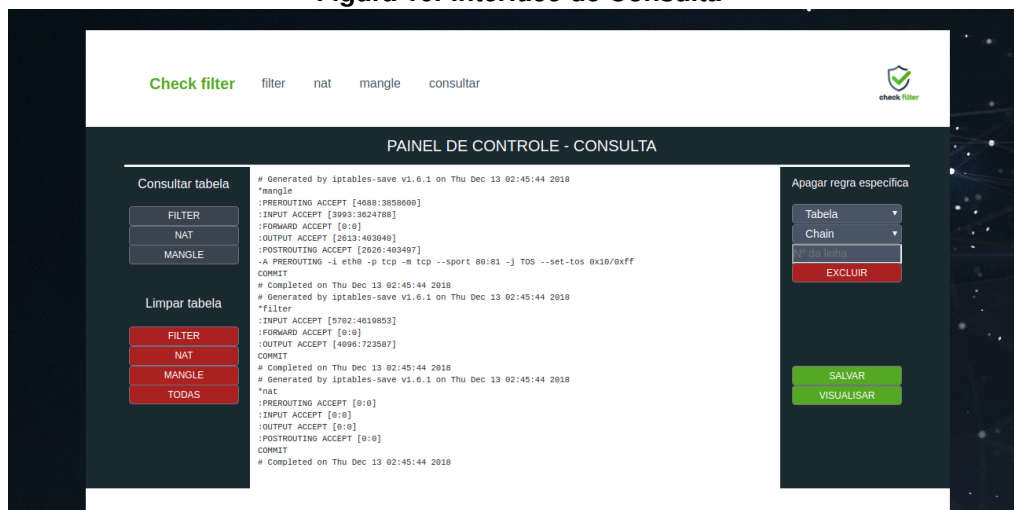 Check filter filter nat mangle consultar
check filter
PAINEL DE CONTROLE - CONSULTA
Consultar tabela
FILTER
NAT
MANGLE
Limpar tabela
FILTER
NAT
MANGLE
TODAS
# Generated by iptables-save v1.6.1 on Thu Dec 13 02:45:44 2018
*mangle
:PREROUTING ACCEPT [4688:3858600]
:INPUT ACCEPT [3993:3624788]
:FORWARD ACCEPT [0:0]
:OUTPUT ACCEPT [2613:403040]
:POSTROUTING ACCEPT [2626:403497]
-A PREROUTING -i eth0 -p tcp -m tcp --sport 80:81 -j TOS --set-tos 0x10/0xff
COMMIT
# Completed on Thu Dec 13 02:45:44 2018
# Generated by iptables-save v1.6.1 on Thu Dec 13 02:45:44 2018
*filter
:INPUT ACCEPT [5702:4619853]
:FORWARD ACCEPT [0:0]
:OUTPUT ACCEPT [4096:723587]
COMMIT
# Completed on Thu Dec 13 02:45:44 2018
# Generated by iptables-save v1.6.1 on Thu Dec 13 02:45:44 2018
*nat
:PREROUTING ACCEPT [0:0]
:INPUT ACCEPT [0:0]
:OUTPUT ACCEPT [0:0]
:POSTROUTING ACCEPT [0:0]
COMMIT
# Completed on Thu Dec 13 02:45:44 2018
Apagar regra específica
Tabela
Chain
Nº da linha
EXCLUIR
SALVAR
VISUALISAR